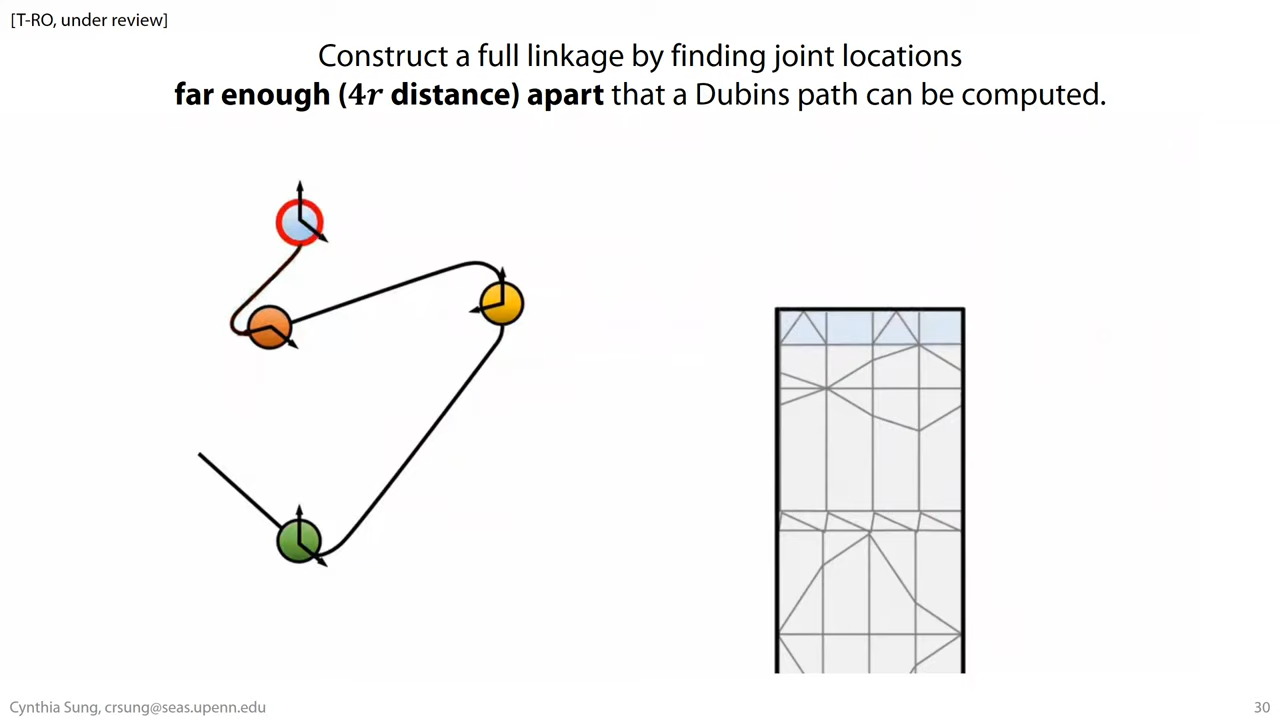 [T-RO, under review]
Construct a full linkage by finding joint locations
far enough (4r distance) apart that a Dubins path can be computed.
Cynthia Sung, crsung@seas.upenn.edu
30